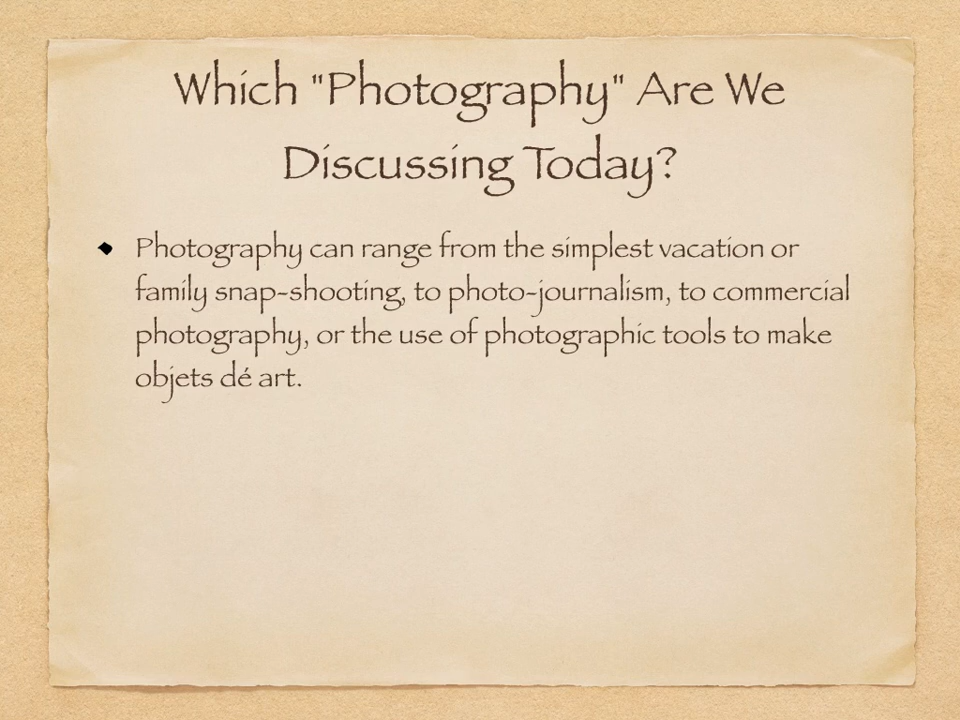 Which "Photography" Are We
Discussing Today?
Photography can range from the simplest vacation or
family snap-shooting, to photo-journalism, to commercial
photography, or the use of photographic tools to make
objets dé art.